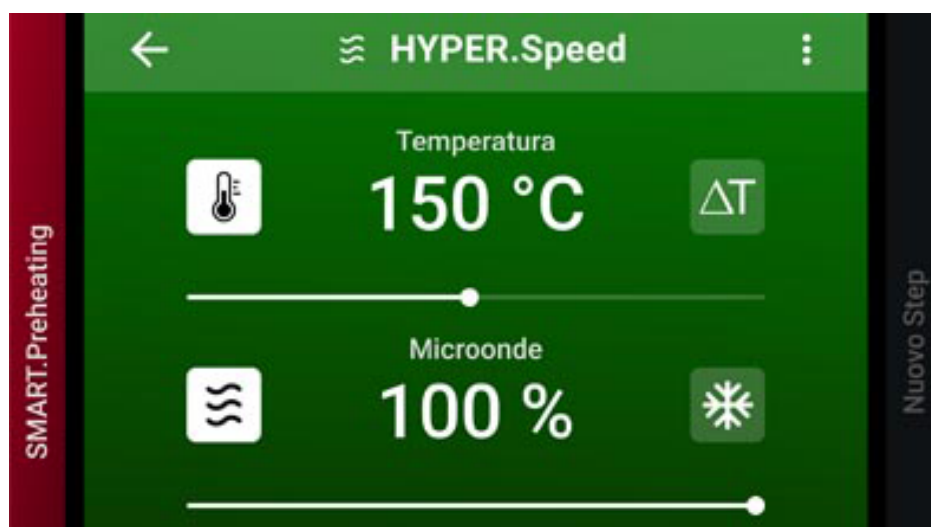 HYPER.Speed
Temperatura
150 °C
ΔT
Microonde
100 %
SMART.Preheating
Nuovo Step